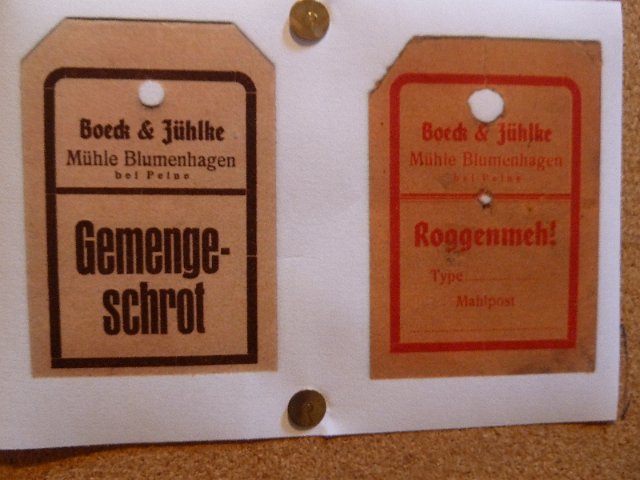 Boeck & Jühlke
Mühle Blumenhagen
bei Peine
Gemenge-
schrot
Boeck & Jühlke
Mühle Blumenhagen
bei Peine
Roggenmehl
Type
Mahlpost